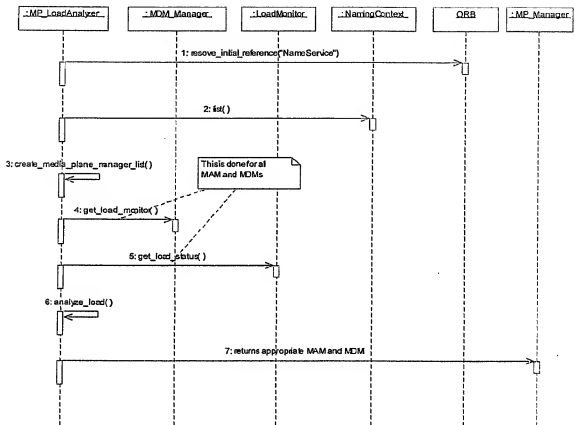 :MP_LoadAnalyzer
:MDM_Manager
:LoadMonitor
:NamingContext
ORB
:MP_Manager
1: resove_intial_reference("NameService")
2: list( )
3: create_media_plane_manager_list( )
This is done for all
MAM and MDMs
4: get_load_monitor( )
5: get_load_status( )
6: analyze_load( )
7: returns appropriate MAM and MDM